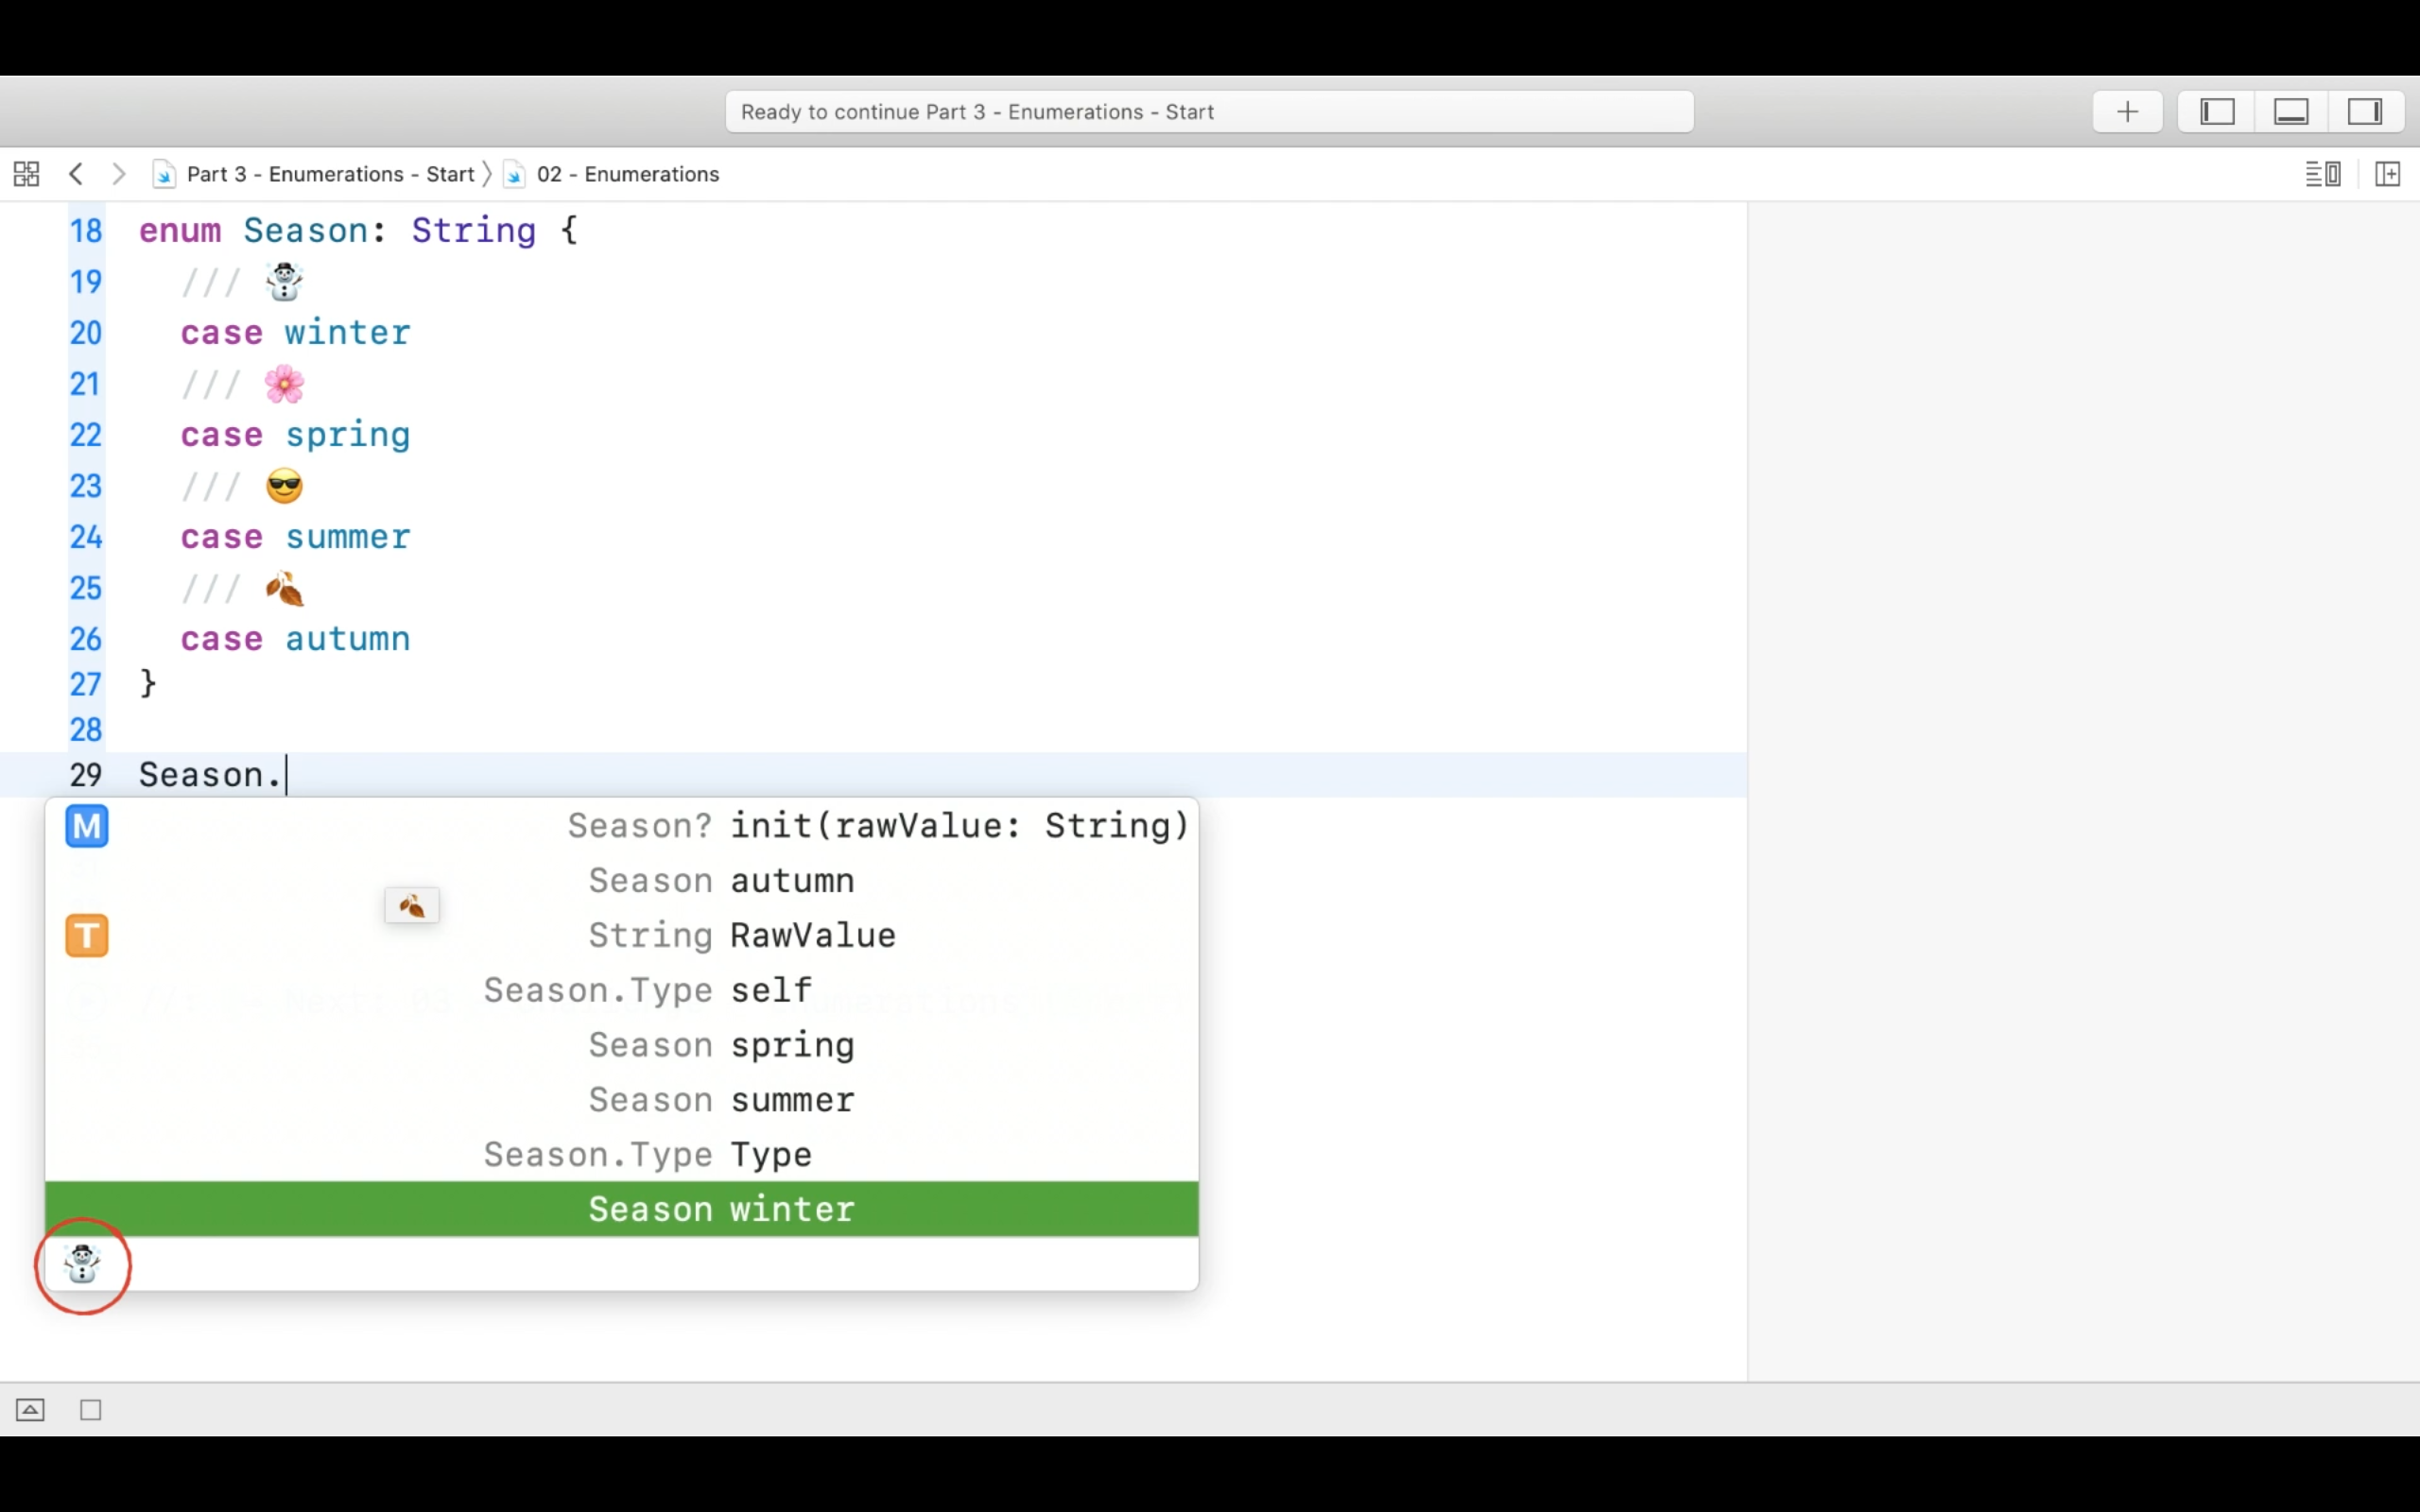 Ready to continue Part 3 - Enumerations - Start
Part 3 - Enumerations - Start 〉 02 - Enumerations
18 enum Season: String {
19 /// ☃️
20 case winter
21 /// 🌸
22 case spring
23 /// 😎
24 case summer
25 /// 🍂
26 case autumn
27 }
28
29 Season.
M Season? init(rawValue: String)
Season autumn
🍂
T String RawValue
Season.Type self
Season spring
Season summer
Season.Type Type
Season winter
☃️